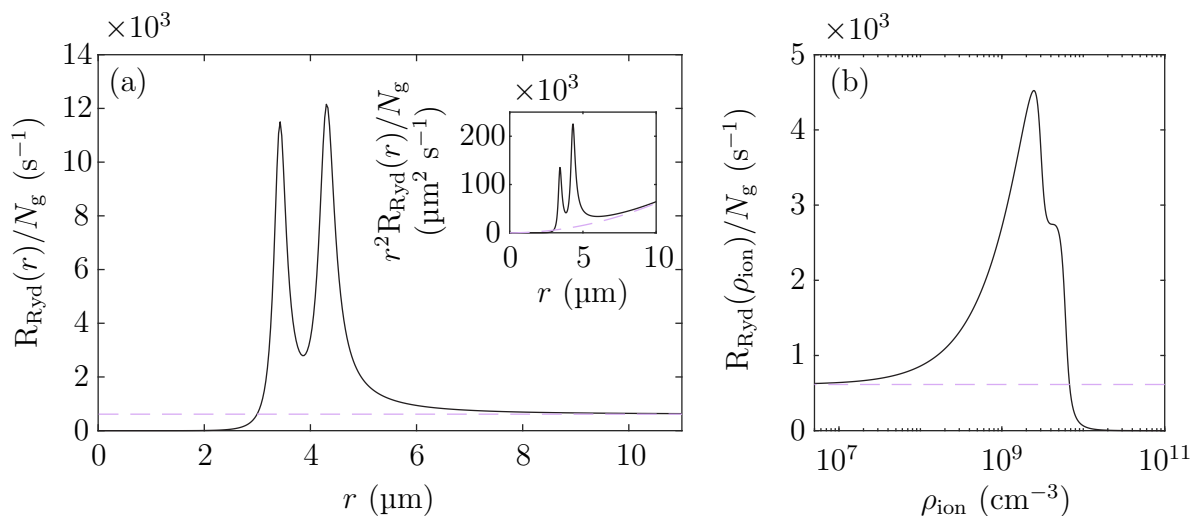 ×10³
14
12
10
8
6
4
2
0
(a)
R_Ryd(r)/N_g (s⁻¹)
0 2 4 6 8 10
r (µm)
×10³
200
100
0
r²R_Ryd(r)/N_g
(µm² s⁻¹)
0 5 10
r (µm)
×10³
5
4
3
2
1
0
(b)
R_Ryd(ρ_ion)/N_g (s⁻¹)
10⁷ 10⁹ 10¹¹
ρ_ion (cm⁻³)